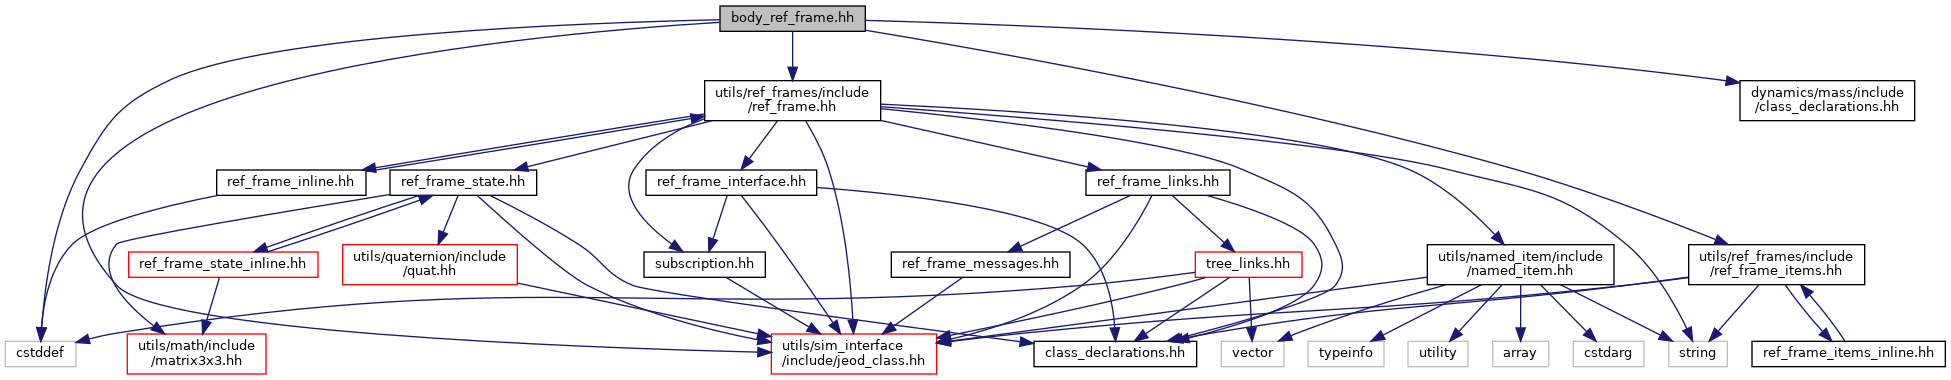 body_ref_frame.hh
utils/ref_frames/include
/ref_frame.hh
dynamics/mass/include
/class_declarations.hh
ref_frame_inline.hh
ref_frame_state.hh
ref_frame_interface.hh
ref_frame_links.hh
ref_frame_state_inline.hh
utils/quaternion/include
/quat.hh
subscription.hh
ref_frame_messages.hh
tree_links.hh
utils/named_item/include
/named_item.hh
utils/ref_frames/include
/ref_frame_items.hh
cstddef
utils/math/include
/matrix3x3.hh
utils/sim_interface
/include/jeod_class.hh
class_declarations.hh
vector
typeinfo
utility
array
cstdarg
string
ref_frame_items_inline.hh